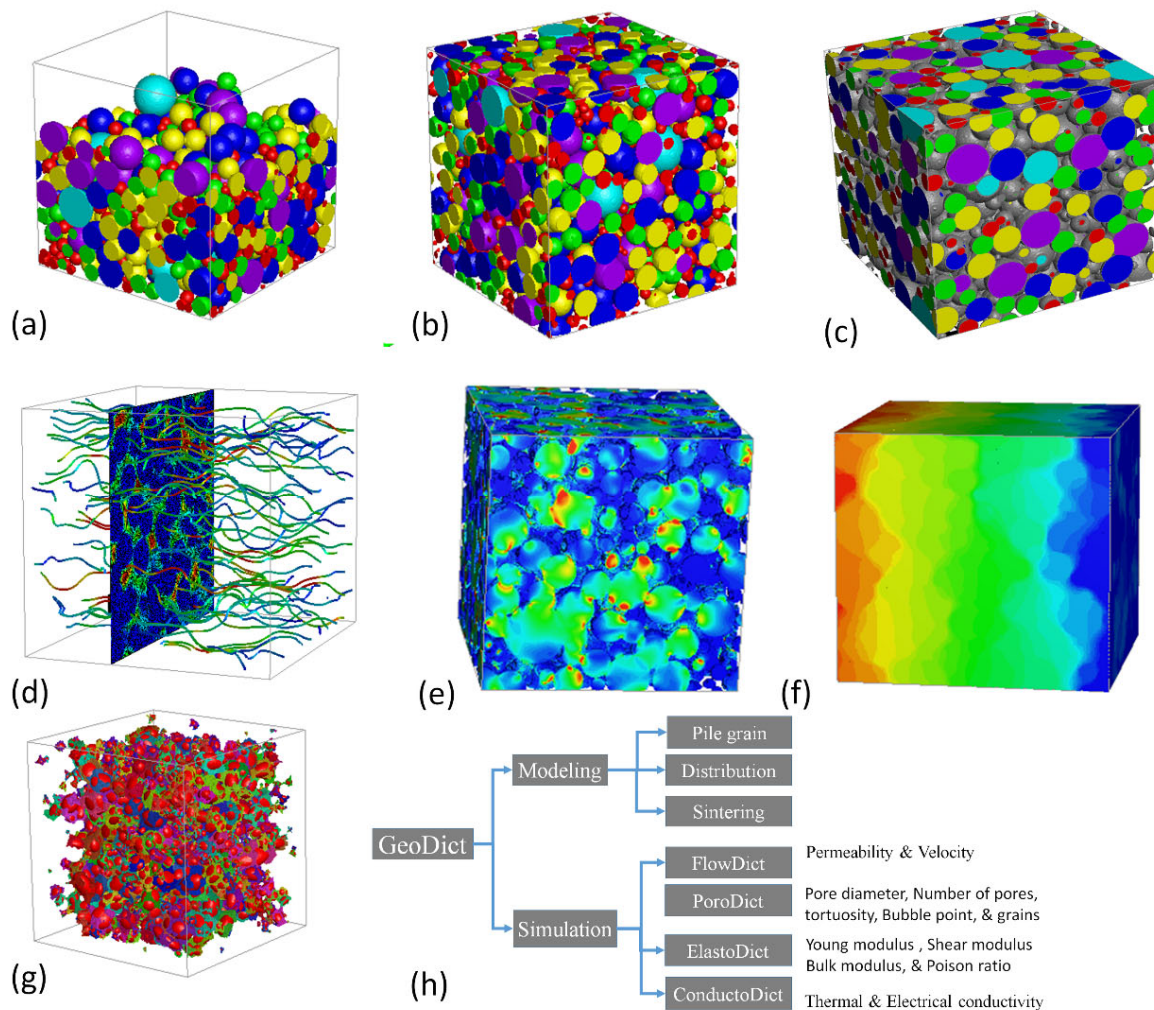 (a)
(b)
(c)
(d)
(e)
(f)
(g)
(h)
GeoDict
Modeling
Pile grain
Distribution
Sintering
Simulation
FlowDict
Permeability & Velocity
PoroDict
Pore diameter, Number of pores,
tortuosity, Bubble point, & grains
ElastoDict
Young modulus , Shear modulus
Bulk modulus, & Poison ratio
ConductoDict
Thermal & Electrical conductivity